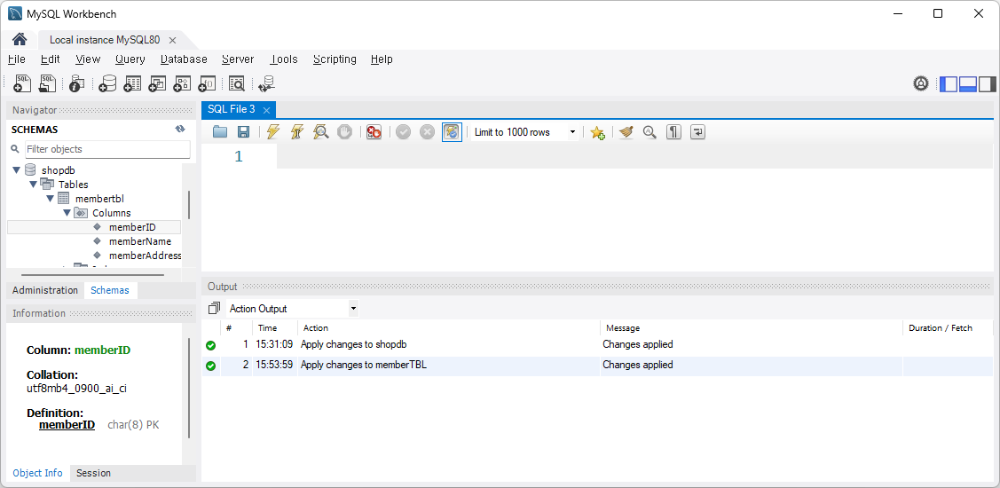 MySQL Workbench
Local instance MySQL80
File Edit View Query Database Server Tools Scripting Help
Navigator
SCHEMAS
Filter objects
shopdb
Tables
membertbl
Columns
memberID
memberName
memberAddress
Administration Schemas
Information
Column: memberID
Collation:
utf8mb4_0900_ai_ci
Definition:
memberID char(8) PK
Object Info Session
SQL File 3
Limit to 1000 rows
1
Output
Action Output
# Time Action Message Duration / Fetch
1 15:31:09 Apply changes to shopdb Changes applied
2 15:53:59 Apply changes to memberTBL Changes applied